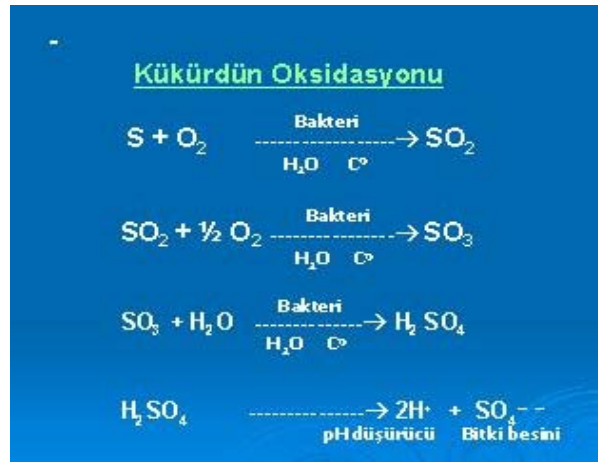 -
Kükürdün Oksidasyonu
Bakteri
S + O₂ ------------------→ SO₂
H₂O C°
Bakteri
SO₂ + ½ O₂ ----------------→ SO₃
H₂O C°
Bakteri
SO₃ + H₂O --------------→ H₂ SO₄
H₂O C°
H₂ SO₄ ---------------→ 2H⁺ + SO₄⁻ ⁻
pH düşürücü Bitki besini